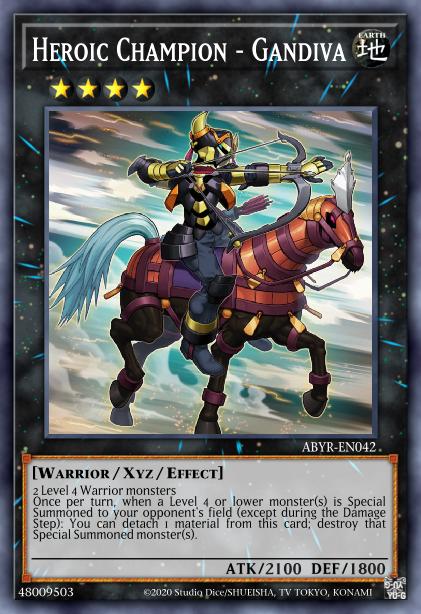 Heroic Champion - Gandiva
EARTH
地
ABYR-EN042
[Warrior / Xyz / Effect]
2 Level 4 Warrior monsters
Once per turn, when a Level 4 or lower monster(s) is Special
Summoned to your opponent's field (except during the Damage
Step): You can detach 1 material from this card; destroy that
Special Summoned monster(s).
ATK/2100 DEF/1800
48009503
©2020 Studio Dice/SHUEISHA, TV TOKYO, KONAMI